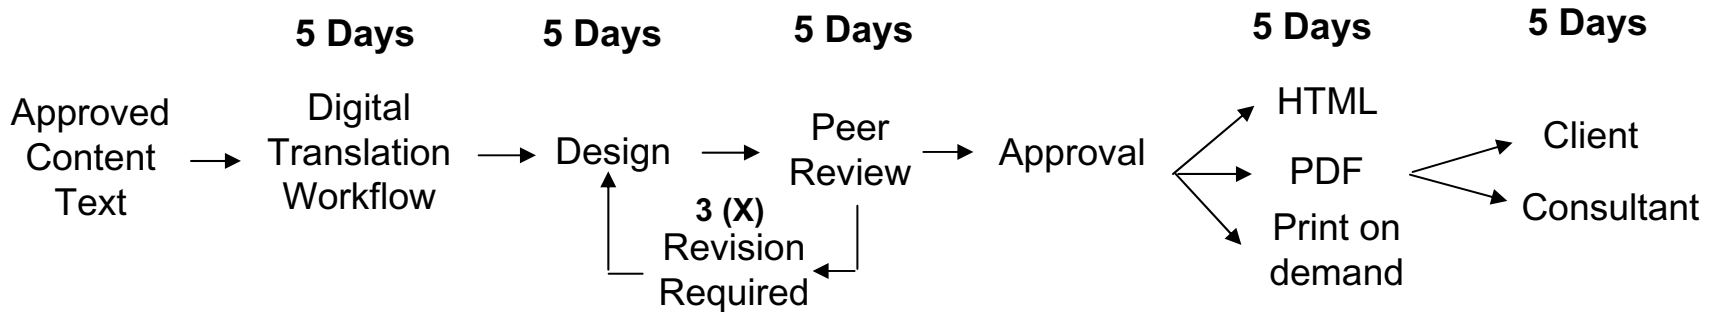 5 Days
5 Days
5 Days
5 Days
5 Days
Approved
Content
Text
Digital
Translation
Workflow
Design
Peer
Review
3 (X)
Revision
Required
Approval
HTML
PDF
Print on
demand
Client
Consultant